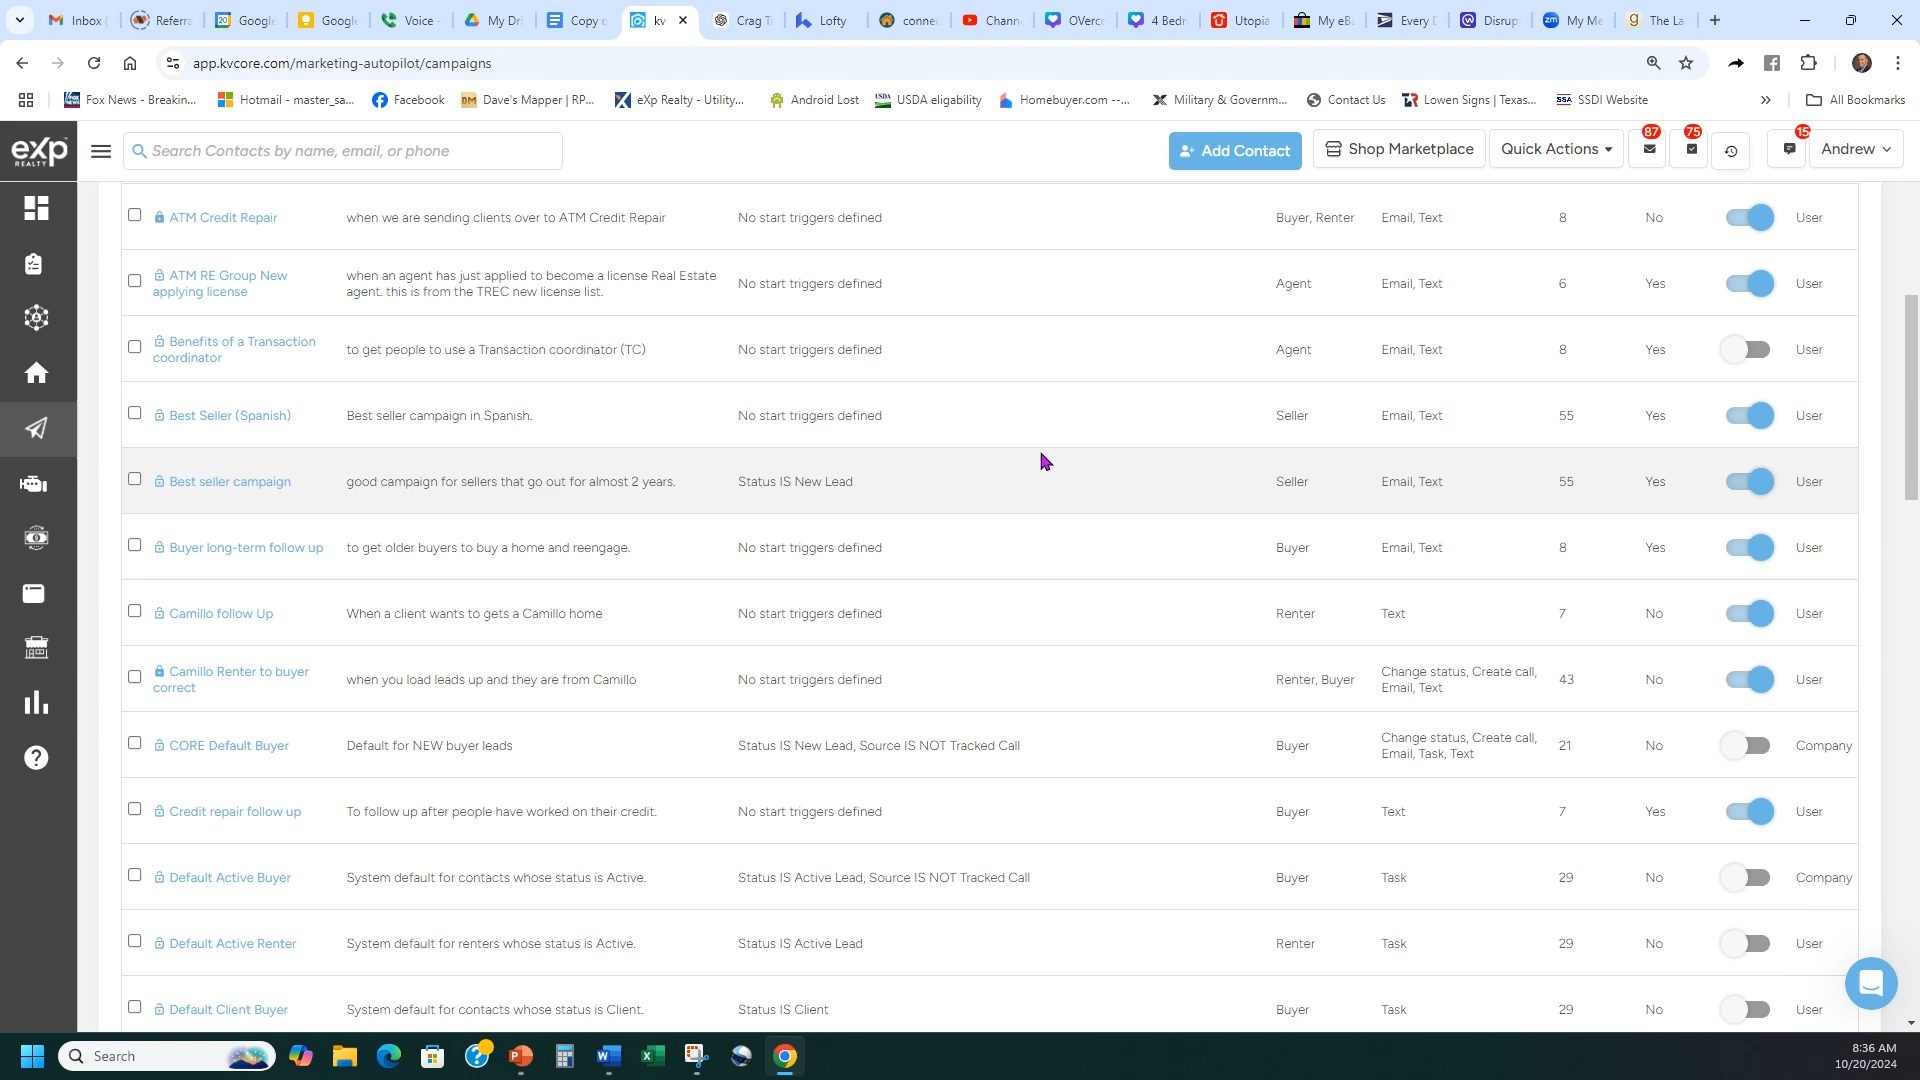 Inbox (
Referra
Google
Google
Voice -
My Dri
Copy o
kv
Crag Tr
Lofty
connec
Chann
OVerco
4 Bedr
Utopia
My eBa
Every D
Disrup
My Me
The La
app.kvcore.com/marketing-autopilot/campaigns
Fox News - Breakin...
Hotmail - master_sa...
Facebook
Dave's Mapper | RP...
eXp Realty - Utility...
Android Lost
USDA eligability
Homebuyer.com --...
Military & Governm...
Contact Us
Lowen Signs | Texas...
SSDI Website
All Bookmarks
eXp REALTY
Search Contacts by name, email, or phone
Add Contact
Shop Marketplace
Quick Actions
87
75
15
Andrew
ATM Credit Repair when we are sending clients over to ATM Credit Repair No start triggers defined Buyer, Renter Email, Text 8 No User
ATM RE Group New applying license when an agent has just applied to become a license Real Estate agent. this is from the TREC new license list. No start triggers defined Agent Email, Text 6 Yes User
Benefits of a Transaction coordinator to get people to use a Transaction coordinator (TC) No start triggers defined Agent Email, Text 8 Yes User
Best Seller (Spanish) Best seller campaign in Spanish. No start triggers defined Seller Email, Text 55 Yes User
Best seller campaign good campaign for sellers that go out for almost 2 years. Status IS New Lead Seller Email, Text 55 Yes User
Buyer long-term follow up to get older buyers to buy a home and reengage. No start triggers defined Buyer Email, Text 8 Yes User
Camillo follow Up When a client wants to gets a Camillo home No start triggers defined Renter Text 7 No User
Camillo Renter to buyer correct when you load leads up and they are from Camillo No start triggers defined Renter, Buyer Change status, Create call, Email, Text 43 No User
CORE Default Buyer Default for NEW buyer leads Status IS New Lead, Source IS NOT Tracked Call Buyer Change status, Create call, Email, Task, Text 21 No Company
Credit repair follow up To follow up after people have worked on their credit. No start triggers defined Buyer Text 7 Yes User
Default Active Buyer System default for contacts whose status is Active. Status IS Active Lead, Source IS NOT Tracked Call Buyer Task 29 No Company
Default Active Renter System default for renters whose status is Active. Status IS Active Lead Renter Task 29 No User
Default Client Buyer System default for contacts whose status is Client. Status IS Client Buyer Task 29 No User
Search
8:36 AM
10/20/2024